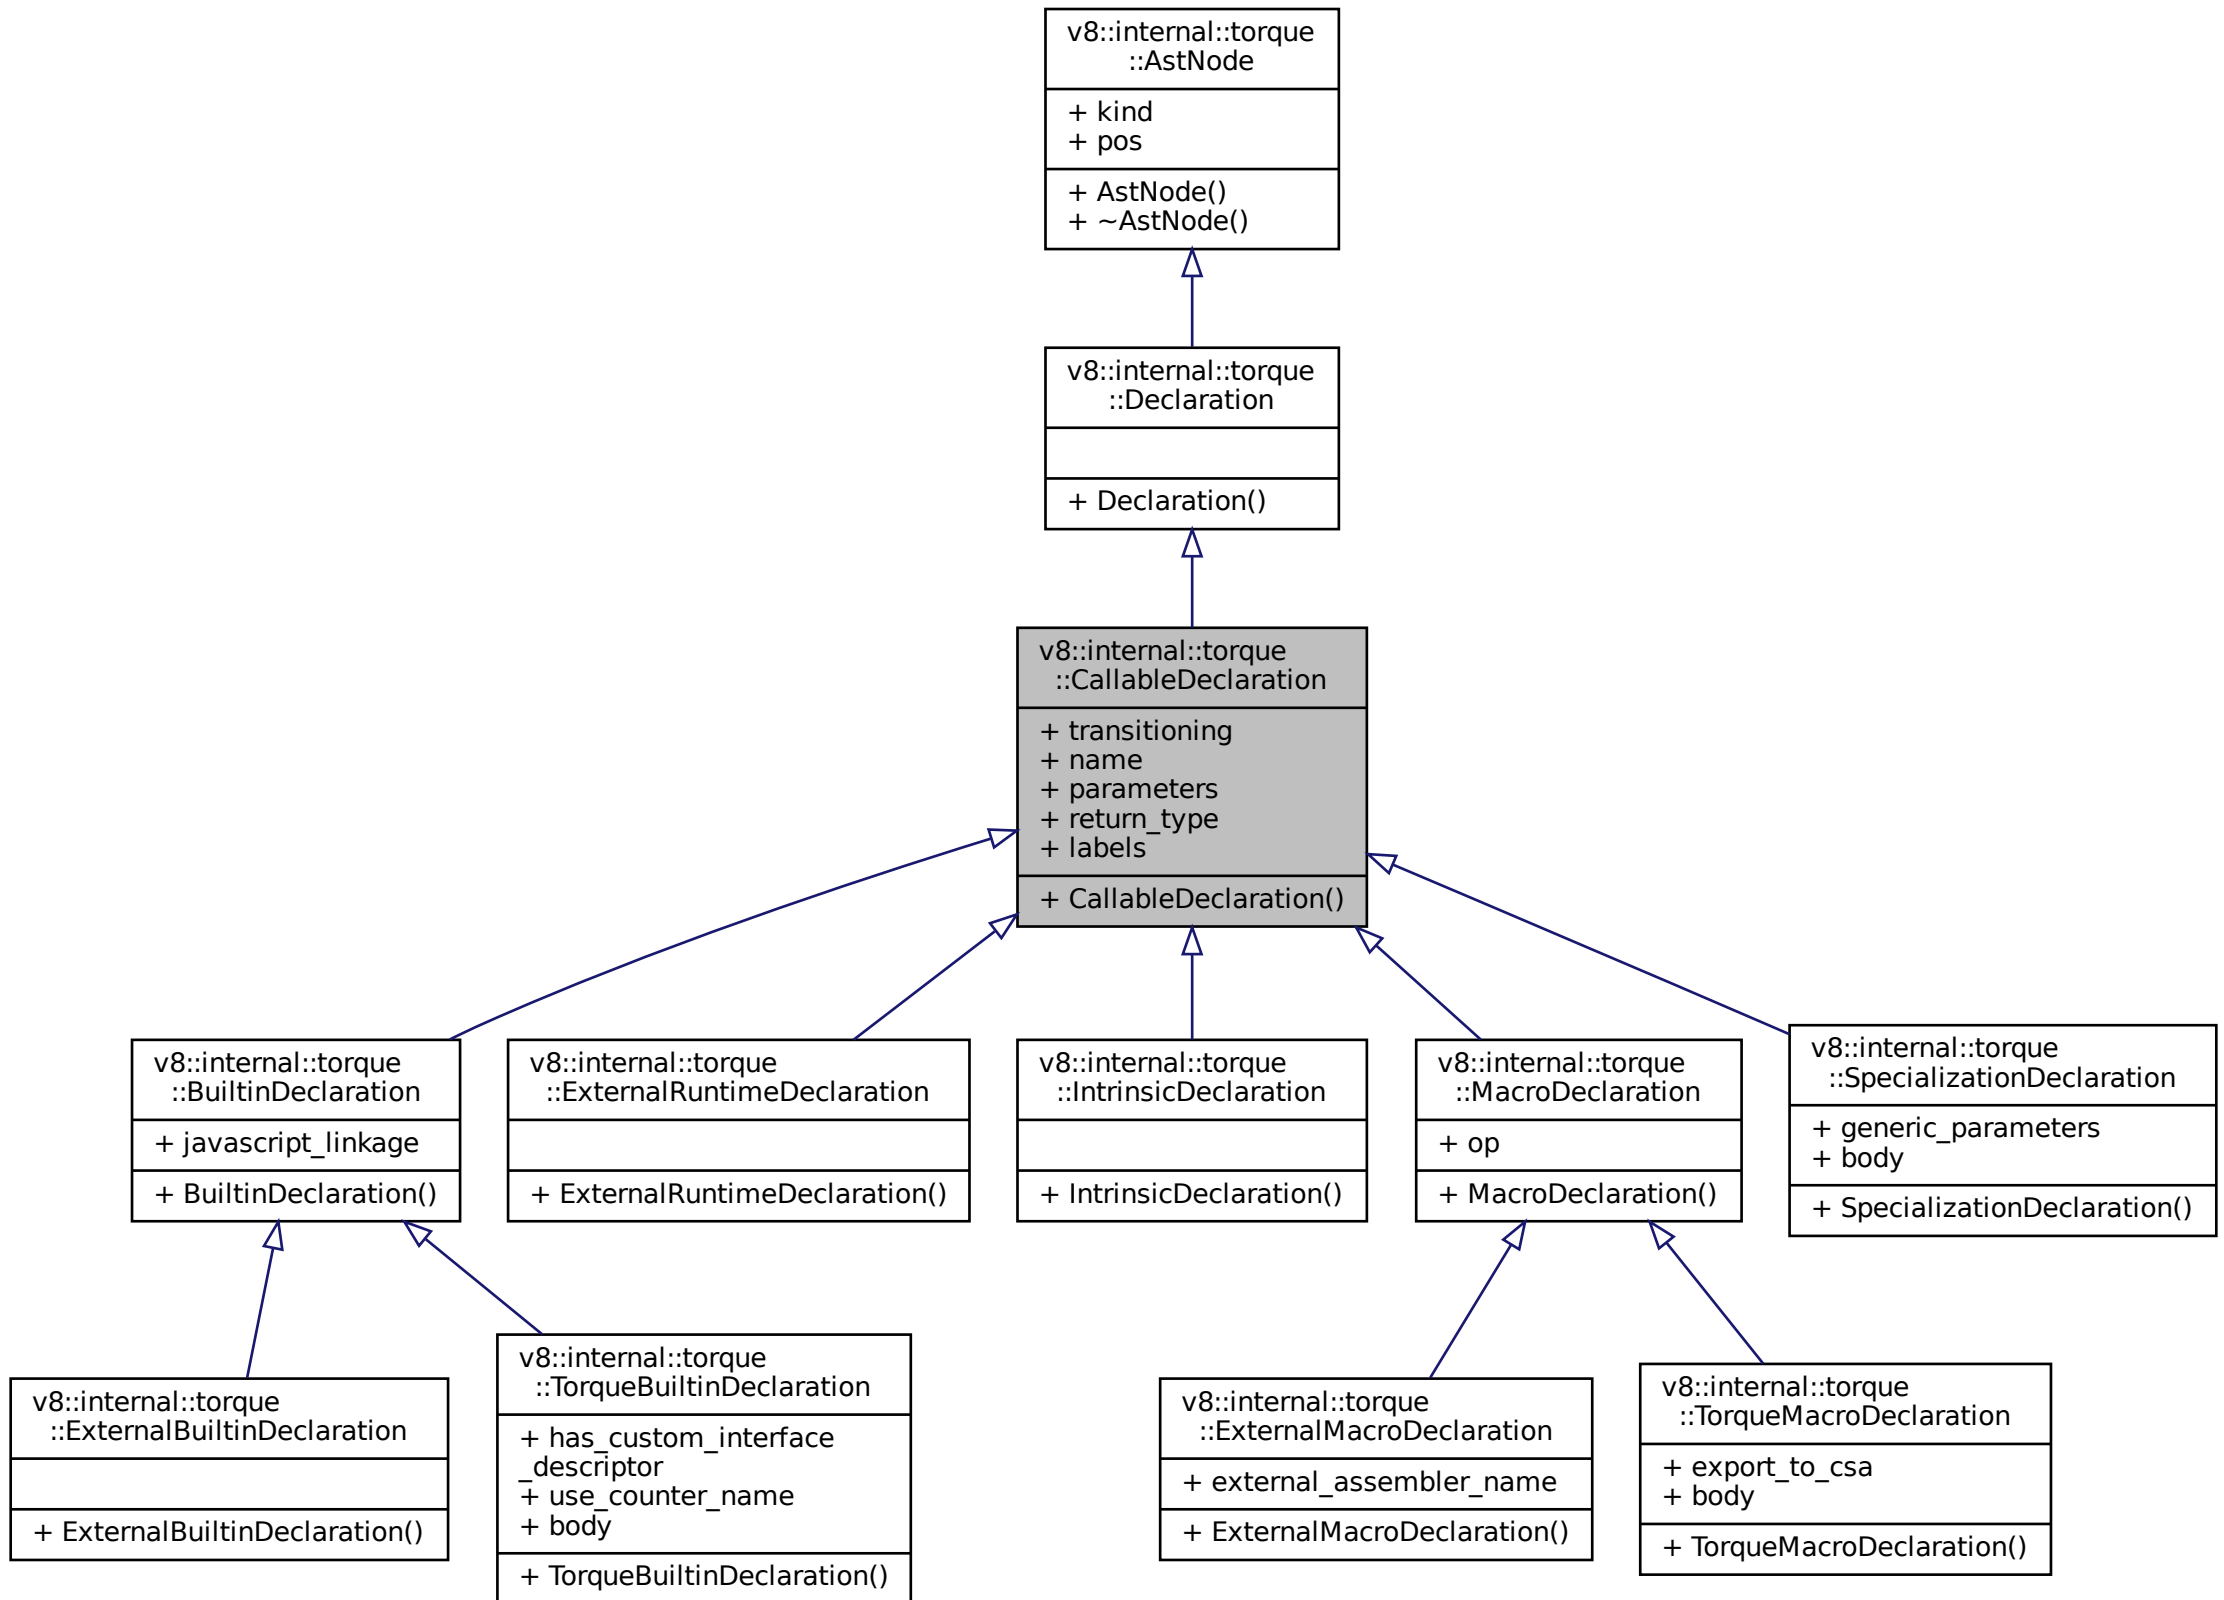 v8::internal::torque
::AstNode
+ kind
+ pos
+ AstNode()
+ ~AstNode()
v8::internal::torque
::Declaration
+ Declaration()
v8::internal::torque
::CallableDeclaration
+ transitioning
+ name
+ parameters
+ return_type
+ labels
+ CallableDeclaration()
v8::internal::torque
::BuiltinDeclaration
+ javascript_linkage
+ BuiltinDeclaration()
v8::internal::torque
::ExternalRuntimeDeclaration
+ ExternalRuntimeDeclaration()
v8::internal::torque
::IntrinsicDeclaration
+ IntrinsicDeclaration()
v8::internal::torque
::MacroDeclaration
+ op
+ MacroDeclaration()
v8::internal::torque
::SpecializationDeclaration
+ generic_parameters
+ body
+ SpecializationDeclaration()
v8::internal::torque
::ExternalBuiltinDeclaration
+ ExternalBuiltinDeclaration()
v8::internal::torque
::TorqueBuiltinDeclaration
+ has_custom_interface
_descriptor
+ use_counter_name
+ body
+ TorqueBuiltinDeclaration()
v8::internal::torque
::ExternalMacroDeclaration
+ external_assembler_name
+ ExternalMacroDeclaration()
v8::internal::torque
::TorqueMacroDeclaration
+ export_to_csa
+ body
+ TorqueMacroDeclaration()